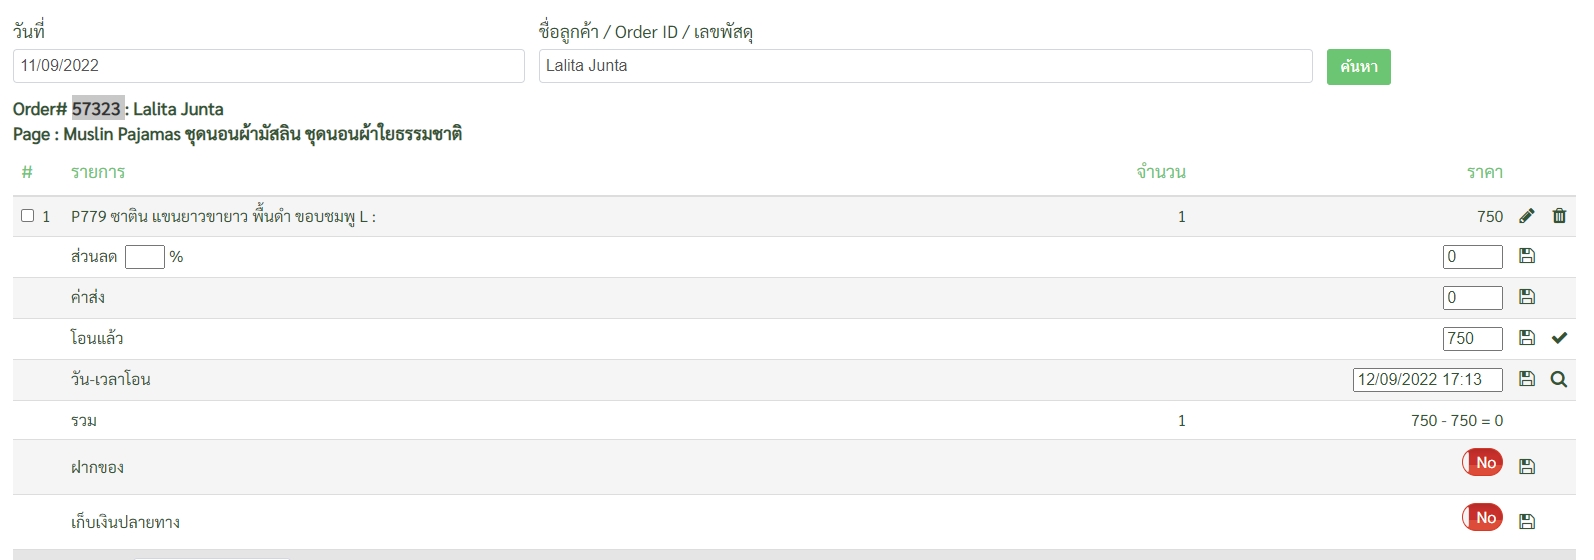 วันที่
ชื่อลูกค้า / Order ID / เลขพัสดุ
11/09/2022
Lalita Junta
ค้นหา
Order# 57323 : Lalita Junta
Page : Muslin Pajamas ชุดนอนผ้ามัสลิน ชุดนอนผ้าใยธรรมชาติ
# รายการ จำนวน ราคา
1 P779 ซาติน แขนยาวขายาว พื้นดำ ขอบชมพู L : 1 750
ส่วนลด % 0
ค่าส่ง 0
โอนแล้ว 750
วัน-เวลาโอน 12/09/2022 17:13
รวม 1 750 - 750 = 0
ฝากของ No
เก็บเงินปลายทาง No